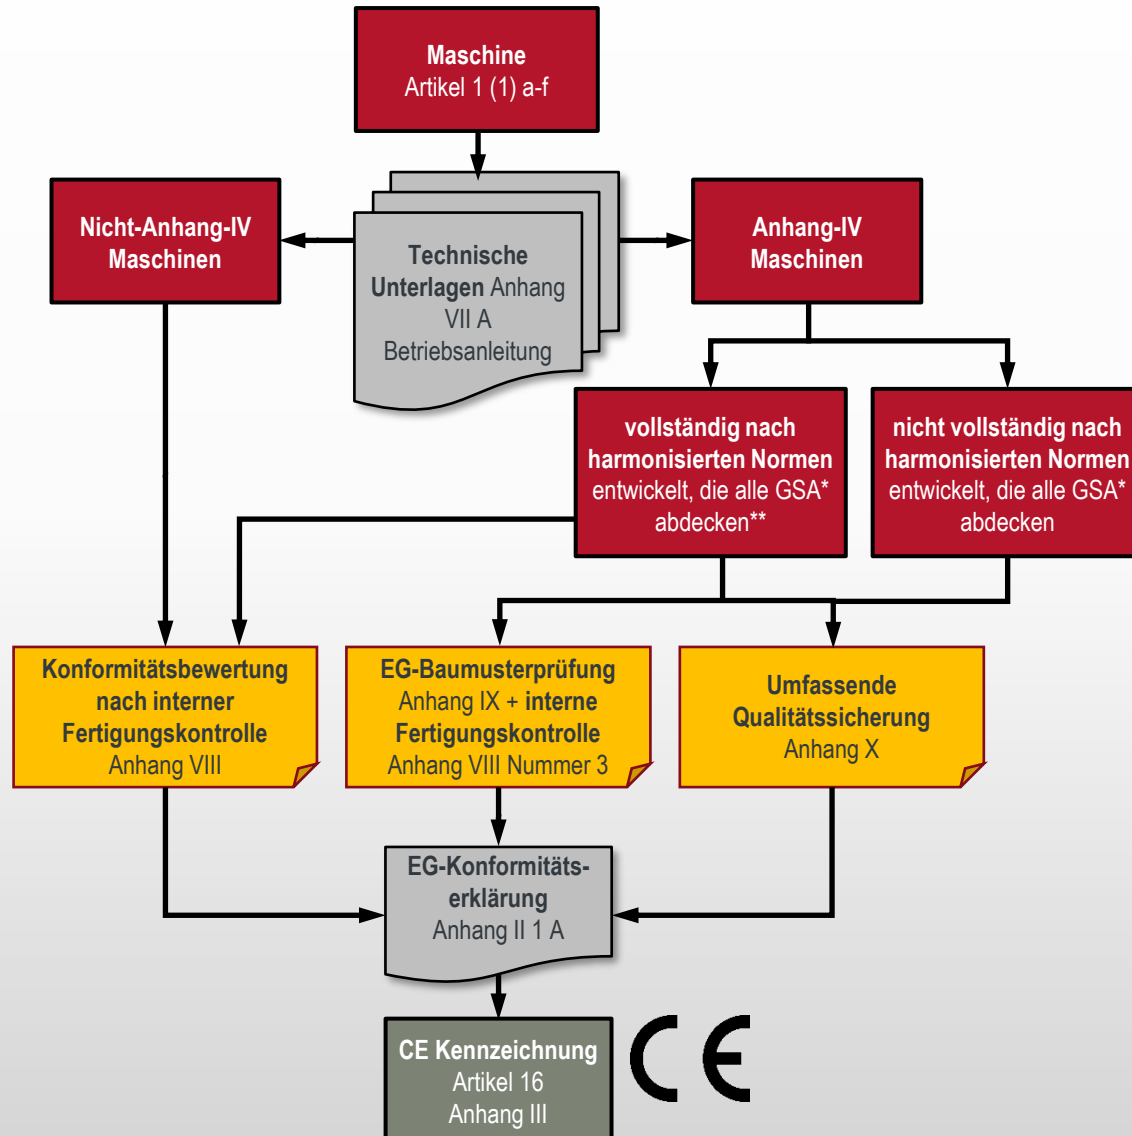 Maschine
Artikel 1 (1) a-f
Nicht-Anhang-IV
Maschinen
Technische
Unterlagen Anhang
VII A
Betriebsanleitung
Anhang-IV
Maschinen
vollständig nach
harmonisierten Normen
entwickelt, die alle GSA*
abdecken**
nicht vollständig nach
harmonisierten Normen
entwickelt, die alle GSA*
abdecken
Konformitätsbewertung
nach interner
Fertigungskontrolle
Anhang VIII
EG-Baumusterprüfung
Anhang IX + interne
Fertigungskontrolle
Anhang VIII Nummer 3
Umfassende
Qualitätssicherung
Anhang X
EG-Konformitäts-
erklärung
Anhang II 1 A
CE Kennzeichnung
Artikel 16
Anhang III
CE